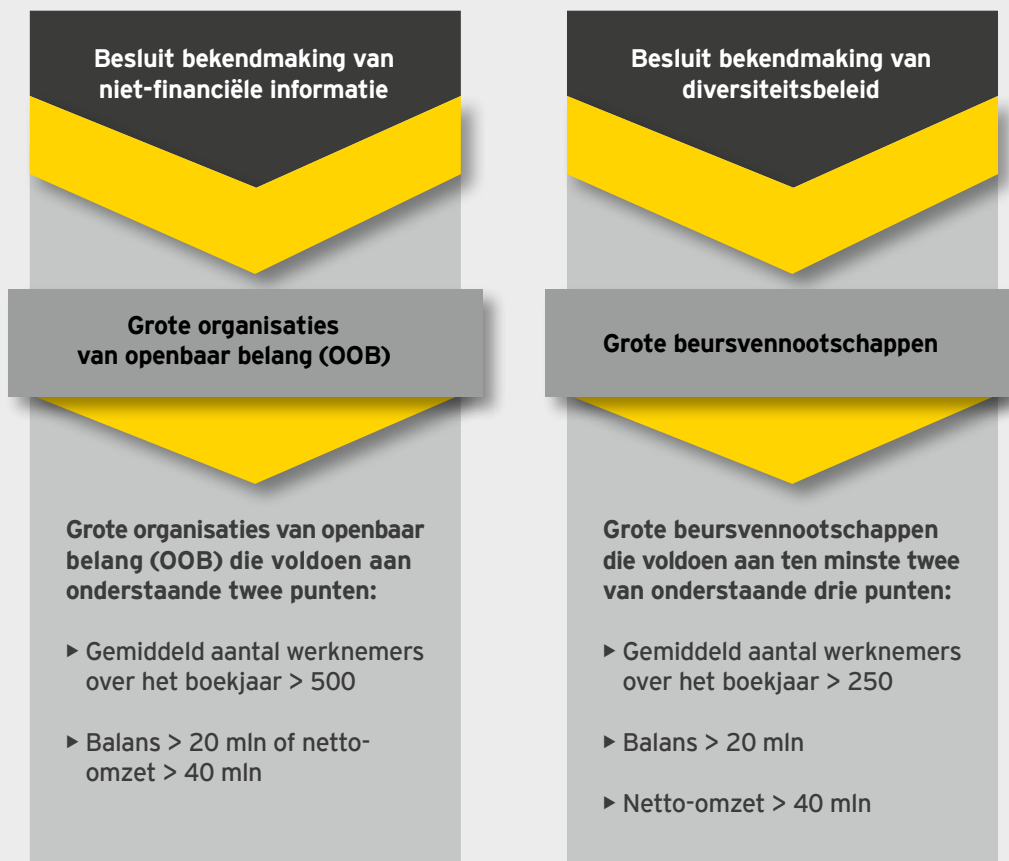 Besluit bekendmaking van
niet-financiële informatie
Grote organisaties
van openbaar belang (OOB)
Grote organisaties van openbaar
belang (OOB) die voldoen aan
onderstaande twee punten:
▸ Gemiddeld aantal werknemers
over het boekjaar > 500
▸ Balans > 20 mln of netto-
omzet > 40 mln
Besluit bekendmaking van
diversiteitsbeleid
Grote beursvennootschappen
Grote beursvennootschappen
die voldoen aan ten minste twee
van onderstaande drie punten:
▸ Gemiddeld aantal werknemers
over het boekjaar > 250
▸ Balans > 20 mln
▸ Netto-omzet > 40 mln